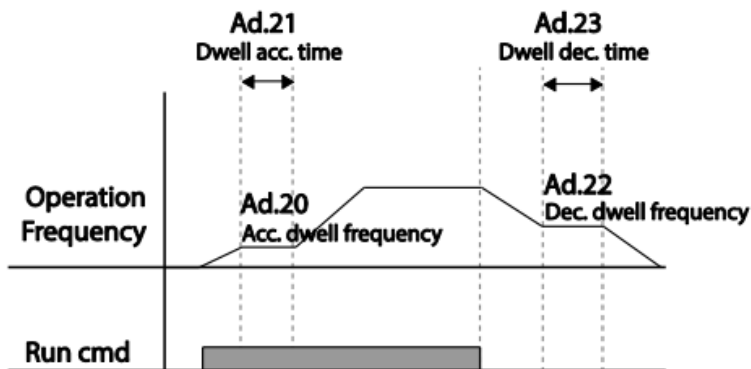 Ad.21
Dwell acc. time
Ad.23
Dwell dec. time
Operation
Frequency
Ad.20
Acc. dwell frequency
Ad.22
Dec. dwell frequency
Run cmd